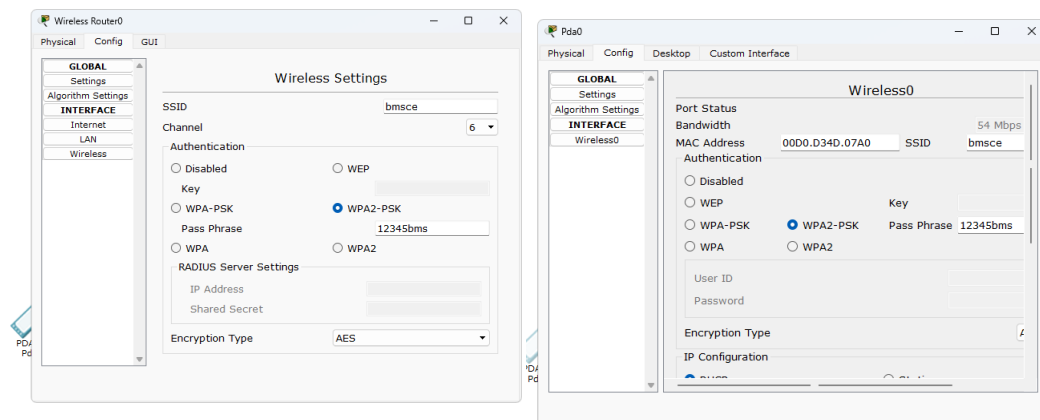 Wireless Router0
Physical Config GUI
GLOBAL
Settings
Algorithm Settings
INTERFACE
Internet
LAN
Wireless
Wireless Settings
SSID bmsce
Channel 6
Authentication
Disabled WEP
Key
WPA-PSK WPA2-PSK
Pass Phrase 12345bms
WPA WPA2
RADIUS Server Settings
IP Address
Shared Secret
Encryption Type AES
Pda0
Physical Config Desktop Custom Interface
GLOBAL
Settings
Algorithm Settings
INTERFACE
Wireless0
Wireless0
Port Status
Bandwidth 54 Mbps
MAC Address 00D0.D34D.07A0 SSID bmsce
Authentication
Disabled
WEP Key
WPA-PSK WPA2-PSK Pass Phrase 12345bms
WPA WPA2
User ID
Password
Encryption Type
IP Configuration